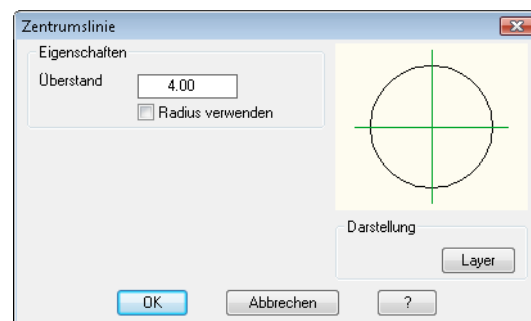 Zentrumslinie
Eigenschaften
Überstand 4.00
Radius verwenden
Darstellung
Layer
OK Abbrechen ?